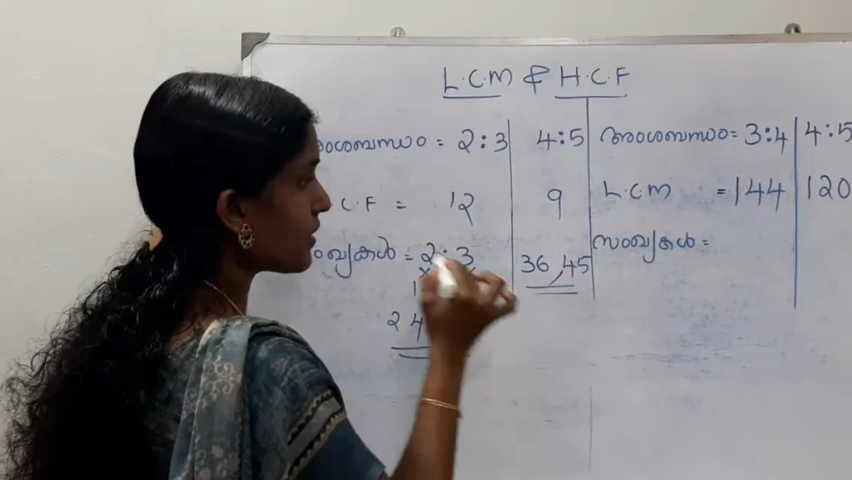 L.C.M & H.C.F
അംശബന്ധം = 2:3 | 4:5
C.F = 12 | 9
സംഖ്യകൾ = 2:3 | 36,45
24
അംശബന്ധം = 3:4 | 4:5
L.C.M = 144 | 120
സംഖ്യകൾ =